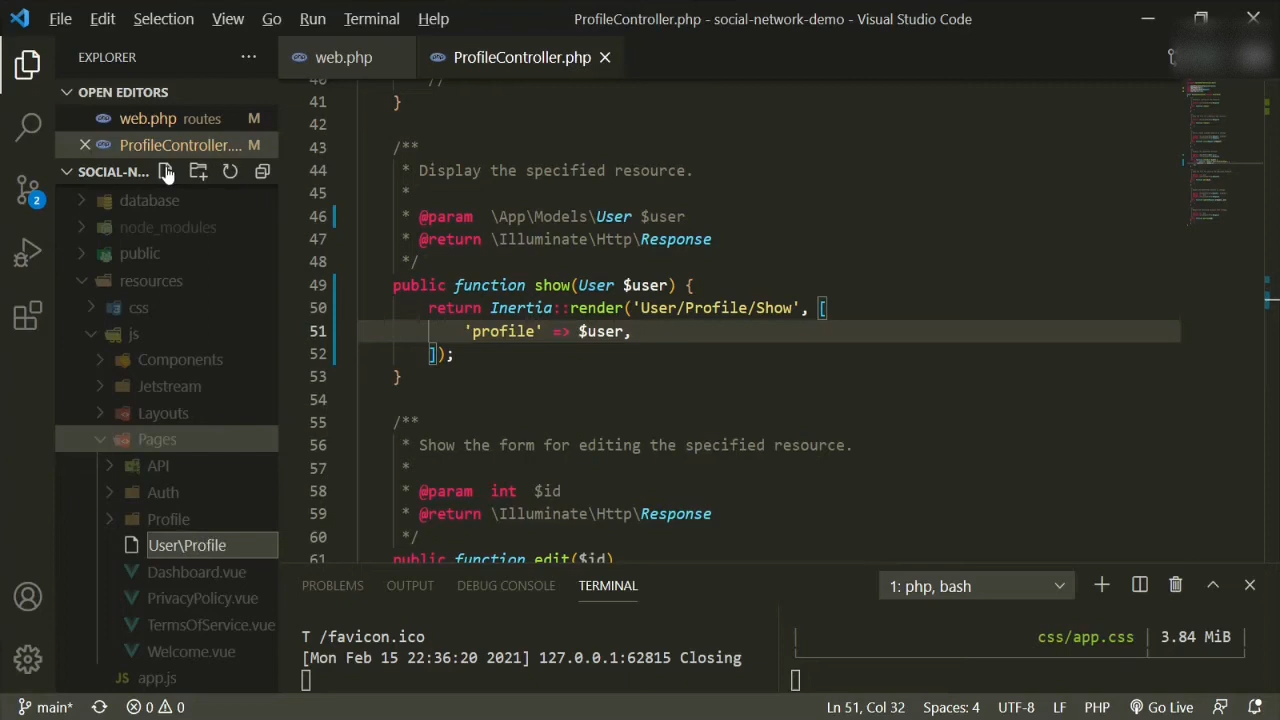 File Edit Selection View Go Run Terminal Help
ProfileController.php - social-network-demo - Visual Studio Code
EXPLORER
web.php
ProfileController.php
OPEN EDITORS
web.php routes M
ProfileController.... M
SOCIAL-N...
database
node_modules
public
resources
css
js
Components
Jetstream
Layouts
Pages
API
Auth
Profile
User\Profile
Dashboard.vue
PrivacyPolicy.vue
TermsOfService.vue
Welcome.vue
app.js
2
40 //
41 }
42
43 /**
44 * Display the specified resource.
45 *
46 * @param \App\Models\User $user
47 * @return \Illuminate\Http\Response
48 */
49 public function show(User $user) {
50 return Inertia::render('User/Profile/Show', [
51 'profile' => $user,
52 ]);
53 }
54
55 /**
56 * Show the form for editing the specified resource.
57 *
58 * @param int $id
59 * @return \Illuminate\Http\Response
60 */
61 public function edit($id)
PROBLEMS OUTPUT DEBUG CONSOLE TERMINAL
1: php, bash
T /favicon.ico
[Mon Feb 15 22:36:20 2021] 127.0.0.1:62815 Closing
css/app.css 3.84 MiB
main* 0 0
Ln 51, Col 32 Spaces: 4 UTF-8 LF PHP Go Live